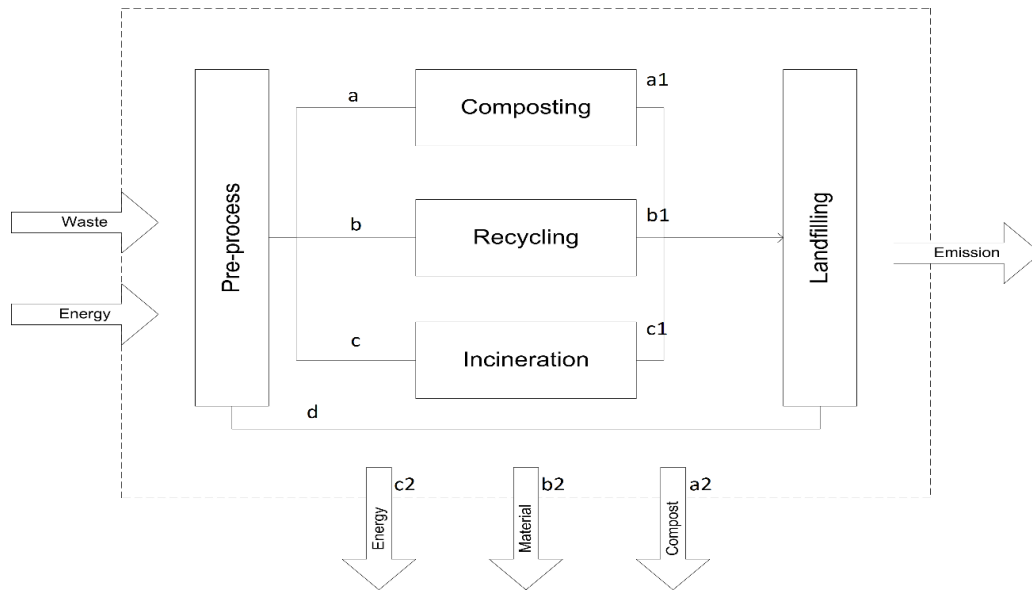 a
Composting
a1
Pre-process
Landfilling
Waste
b
Recycling
b1
Emission
Energy
c
Incineration
c1
d
c2
b2
a2
Energy
Material
Compost